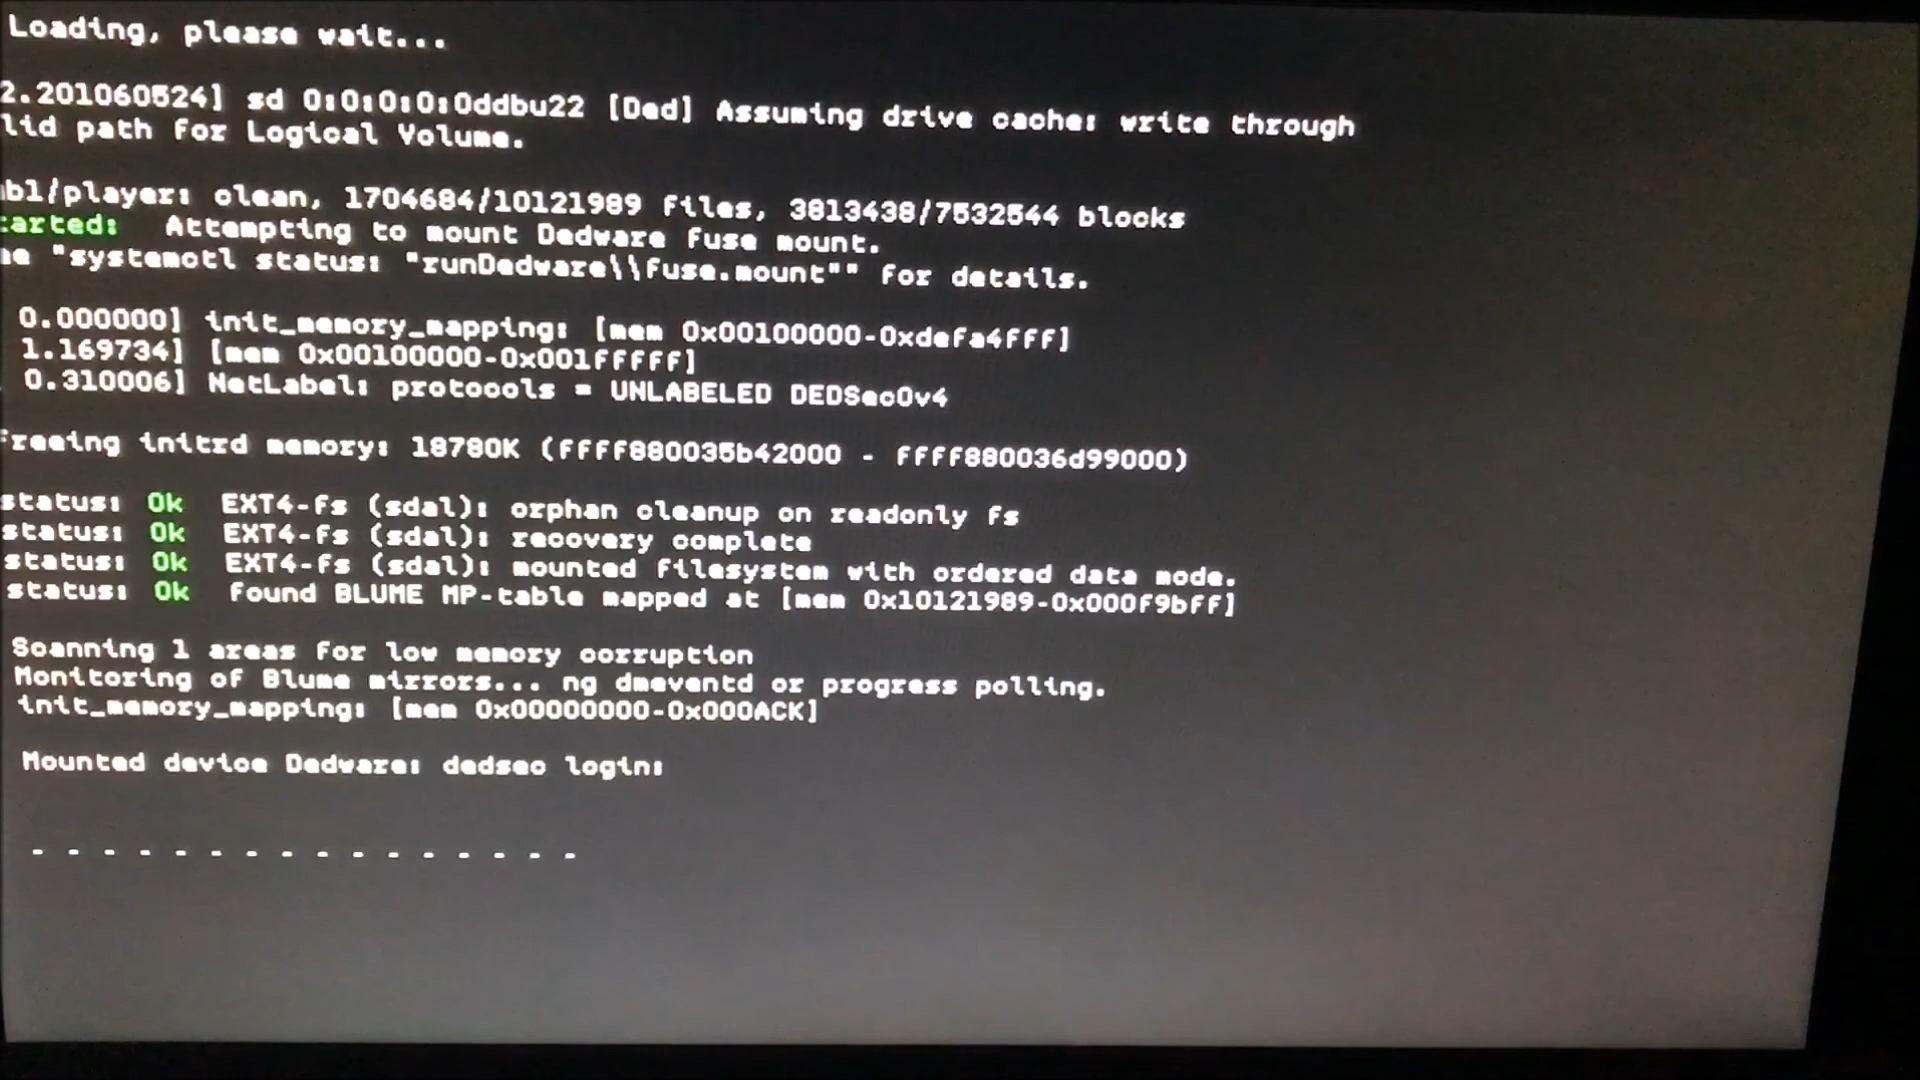 Loading, please wait...
2.201060524] sd 0:0:0:0:0ddbu22 [Ded] Assuming drive cache: write through
lid path for Logical Volume.
abl/player: clean, 1704684/10121989 files, 3813438/7532544 blocks
tarted: Attempting to mount Dedware fuse mount.
ne "systemctl status: "runDedware\\fuse.mount"" for details.
0.000000] init_memory_mapping: [mem 0x00100000-0xdefa4fff]
1.169734] [mem 0x00100000-0x001fffff]
0.310006] NetLabel: protocols = UNLABELED DEDSec0v4
Freeing initrd memory: 18780K (ffff880035b42000 - ffff880036d99000)
status: Ok EXT4-fs (sdal): orphan cleanup on readonly fs
status: Ok EXT4-fs (sdal): recovery complete
status: Ok EXT4-fs (sdal): mounted filesystem with ordered data mode.
status: Ok found BLUME MP-table mapped at [mem 0x10121989-0x000f9bff]
Scanning 1 areas for low memory corruption
Monitoring of Blume mirrors... ng dmeventd or progress polling.
init_memory_mapping: [mem 0x00000000-0x000ACK]
Mounted device Dedware: dedsec login:
- - - - - - - - - - - - - - - -